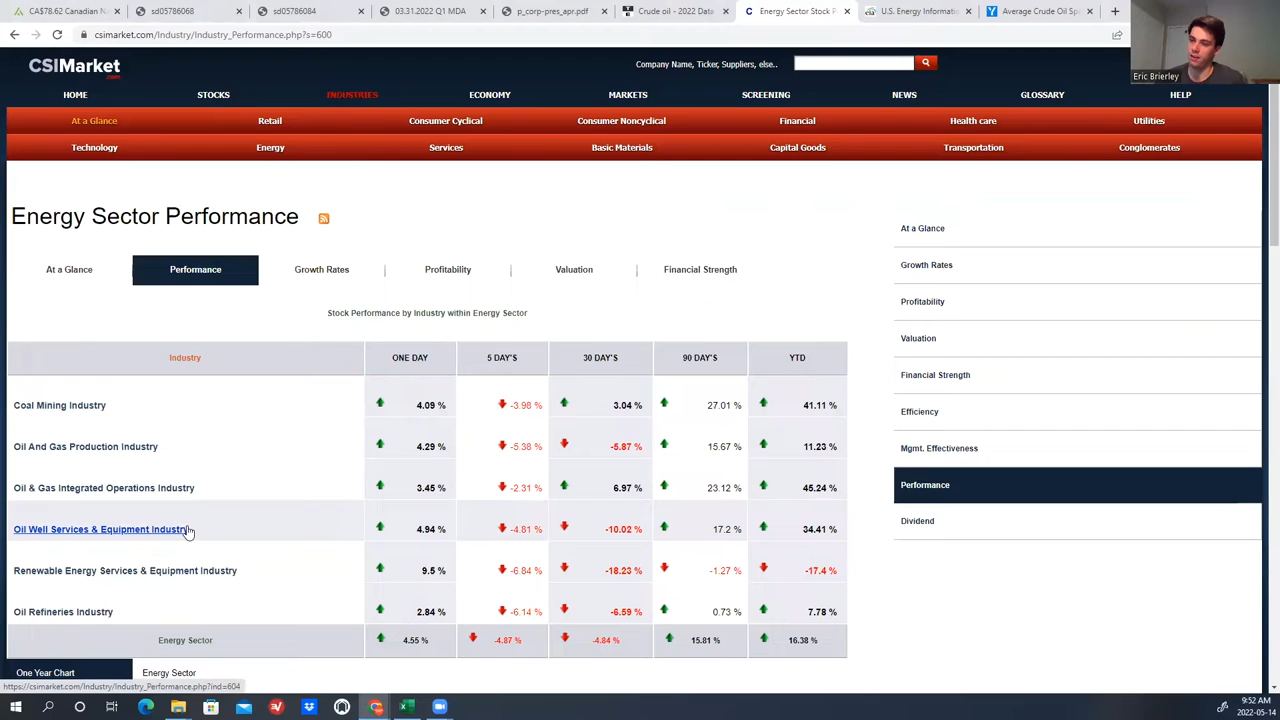 CA$78.62 Canadian N
sd05786068
sd05786084
03.31.2022 Q1 MDA
p_corp-pres_apr.pdf
Crude oil - 2022 Data
Energy Sector Stock P
U.S. Energy Informatio
Average Crude Oil Spo
csimarket.com/Industry/Industry_Performance.php?s=600
Eric Brierley
CSIMarket
.com
Company Name, Ticker, Suppliers, else..
HOME STOCKS INDUSTRIES ECONOMY MARKETS SCREENING NEWS GLOSSARY HELP
At a Glance Retail Consumer Cyclical Consumer Noncyclical Financial Health care Utilities
Technology Energy Services Basic Materials Capital Goods Transportation Conglomerates
Energy Sector Performance
At a Glance Performance Growth Rates Profitability Valuation Financial Strength
Stock Performance by Industry within Energy Sector
Industry ONE DAY 5 DAY'S 30 DAY'S 90 DAY'S YTD
Coal Mining Industry 4.09 % -3.98 % 3.04 % 27.01 % 41.11 %
Oil And Gas Production Industry 4.29 % -5.38 % -5.87 % 15.67 % 11.23 %
Oil & Gas Integrated Operations Industry 3.45 % -2.31 % 6.97 % 23.12 % 45.24 %
Oil Well Services & Equipment Industry 4.94 % -4.81 % -10.02 % 17.2 % 34.41 %
Renewable Energy Services & Equipment Industry 9.5 % -6.84 % -18.23 % -1.27 % -17.4 %
Oil Refineries Industry 2.84 % -6.14 % -6.59 % 0.73 % 7.78 %
Energy Sector 4.55 % -4.87 % -4.84 % 15.81 % 16.38 %
One Year Chart Energy Sector
At a Glance
Growth Rates
Profitability
Valuation
Financial Strength
Efficiency
Mgmt. Effectiveness
Performance
Dividend
https://csimarket.com/Industry/Industry_Performance.php?ind=604
9:52 AM
2022-05-14